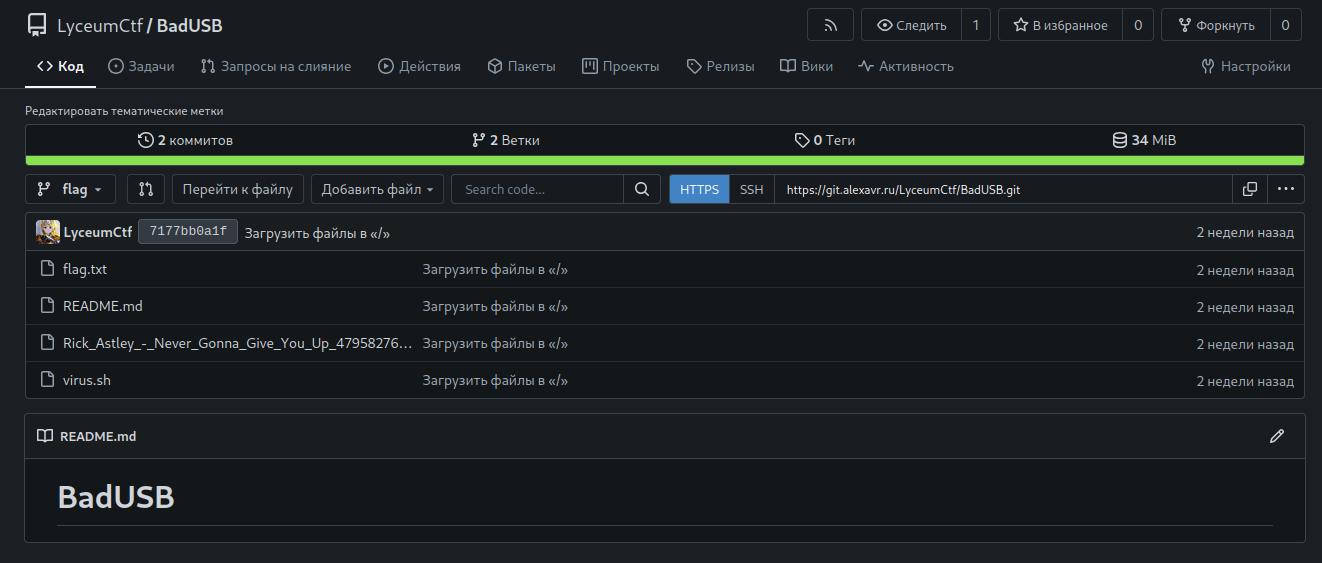 LyceumCtf / BadUSB
Следить 1
В избранное 0
Форкнуть 0
Код
Задачи
Запросы на слияние
Действия
Пакеты
Проекты
Релизы
Вики
Активность
Настройки
Редактировать тематические метки
2 коммитов
2 Ветки
0 Теги
34 MiB
flag
Перейти к файлу
Добавить файл
Search code...
HTTPS
SSH
https://git.alexavr.ru/LyceumCtf/BadUSB.git
LyceumCtf 7177bb0a1f Загрузить файлы в «/» 2 недели назад
flag.txt Загрузить файлы в «/» 2 недели назад
README.md Загрузить файлы в «/» 2 недели назад
Rick_Astley_-_Never_Gonna_Give_You_Up_47958276... Загрузить файлы в «/» 2 недели назад
virus.sh Загрузить файлы в «/» 2 недели назад
README.md
BadUSB